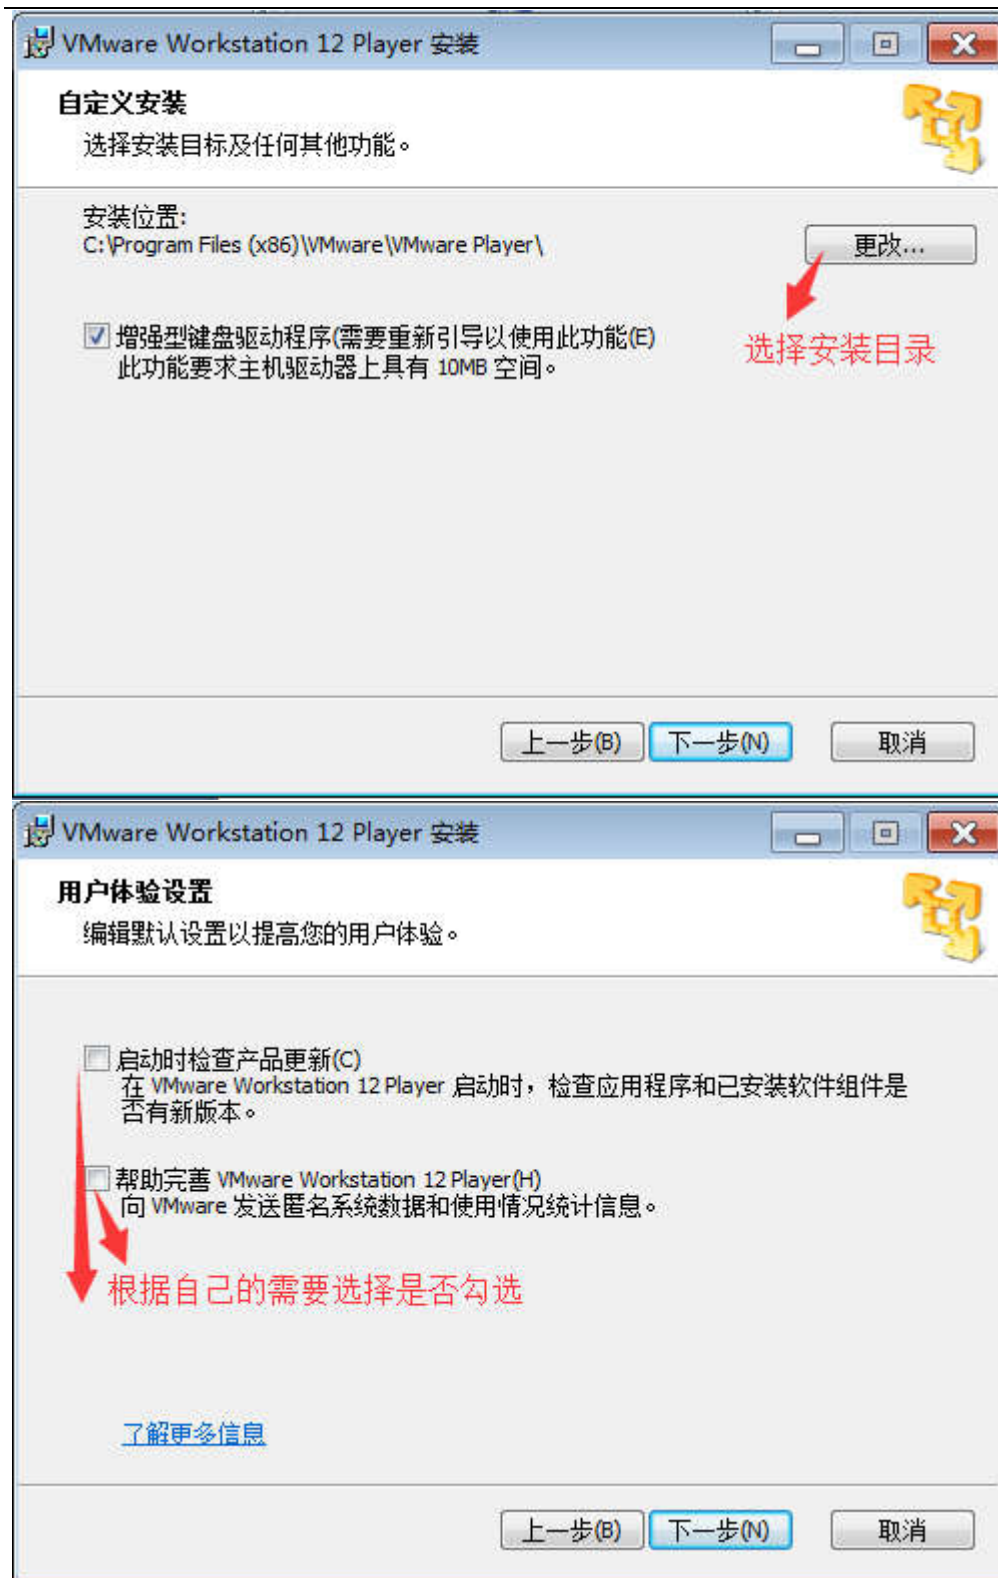 VMware Workstation 12 Player 安装
自定义安装
选择安装目标及任何其他功能。
安装位置:
C:\Program Files (x86)\VMware\VMware Player\
更改...
增强型键盘驱动程序(需要重新引导以使用此功能(E)
此功能要求主机驱动器上具有 10MB 空间。
选择安装目录
上一步(B)
下一步(N)
取消
VMware Workstation 12 Player 安装
用户体验设置
编辑默认设置以提高您的用户体验。
启动时检查产品更新(C)
在 VMware Workstation 12 Player 启动时，检查应用程序和已安装软件组件是
否有新版本。
帮助完善 VMware Workstation 12 Player(H)
向 VMware 发送匿名系统数据和使用情况统计信息。
根据自己的需要选择是否勾选
了解更多信息
上一步(B)
下一步(N)
取消